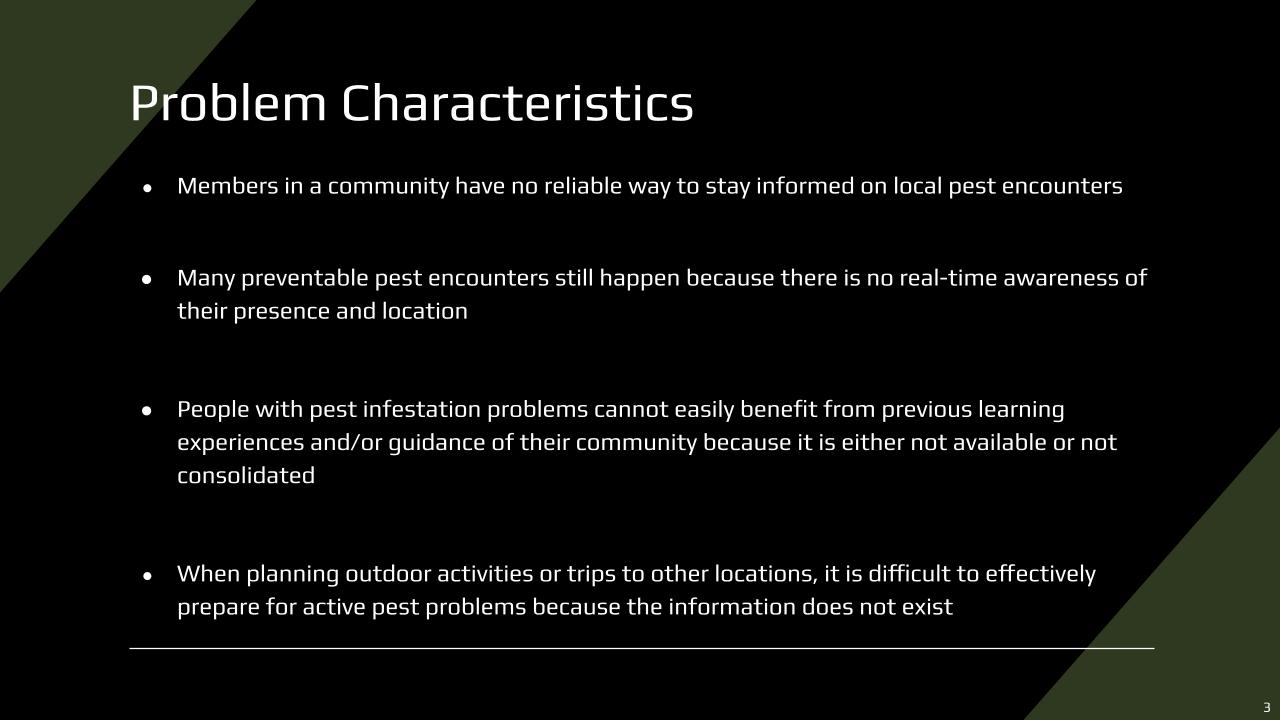 Problem Characteristics
● Members in a community have no reliable way to stay informed on local pest encounters
● Many preventable pest encounters still happen because there is no real-time awareness of
their presence and location
● People with pest infestation problems cannot easily benefit from previous learning
experiences and/or guidance of their community because it is either not available or not
consolidated
● When planning outdoor activities or trips to other locations, it is difficult to effectively
prepare for active pest problems because the information does not exist
3